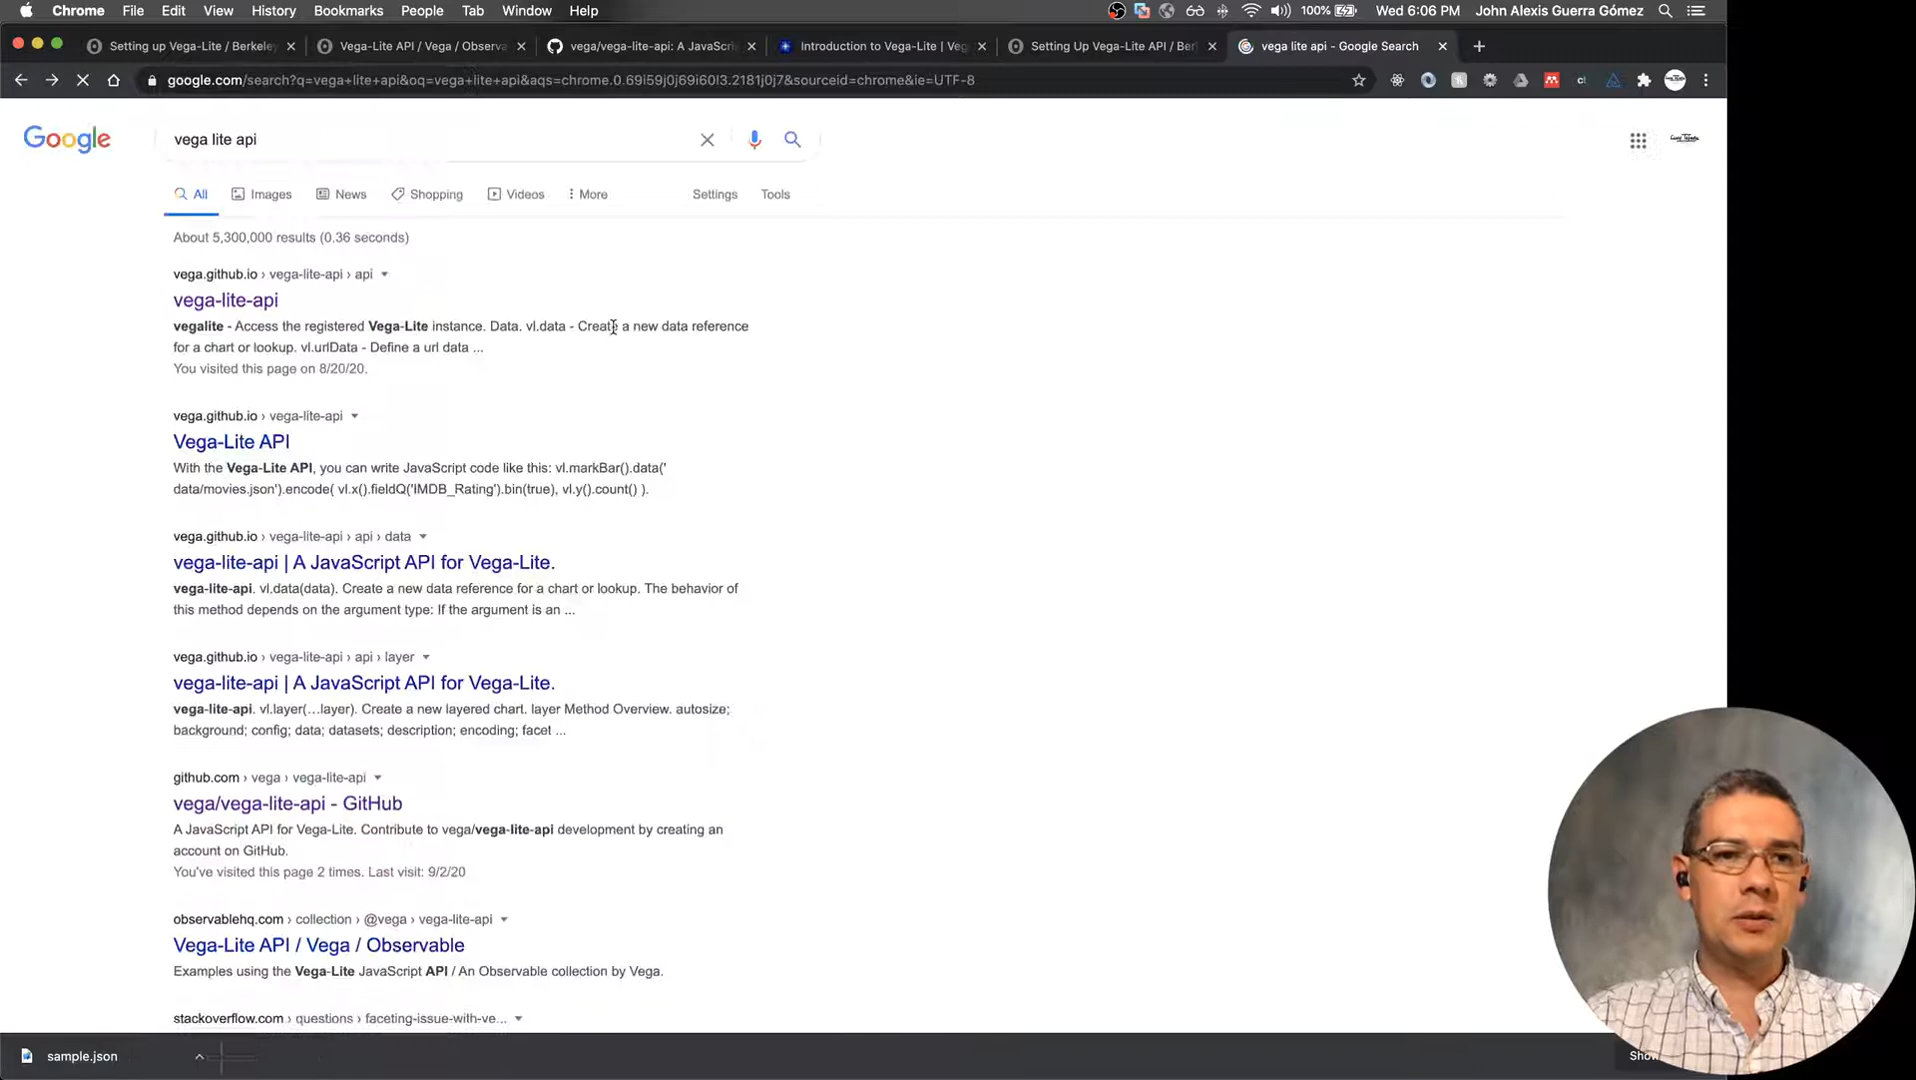 Chrome File Edit View History Bookmarks People Tab Window Help 100% Wed 6:06 PM John Alexis Guerra Gómez
Setting up Vega-Lite / Berkeley Vega-Lite API / Vega / Observa vega/vega-lite-api: A JavaScri Introduction to Vega-Lite | Veg Setting Up Vega-Lite API / Ber vega lite api - Google Search
google.com/search?q=vega+lite+api&oq=vega+lite+api&aqs=chrome.0.69i59j0j69i60l3.2181j0j7&sourceid=chrome&ie=UTF-8
Google vega lite api
All Images News Shopping Videos More Settings Tools
About 5,300,000 results (0.36 seconds)
vega.github.io › vega-lite-api › api
vega-lite-api
vegalite - Access the registered Vega-Lite instance. Data. vl.data - Create a new data reference
for a chart or lookup. vl.urlData - Define a url data ...
You visited this page on 8/20/20.
vega.github.io › vega-lite-api
Vega-Lite API
With the Vega-Lite API, you can write JavaScript code like this: vl.markBar().data('
data/movies.json').encode( vl.x().fieldQ('IMDB_Rating').bin(true), vl.y().count() ).
vega.github.io › vega-lite-api › api › data
vega-lite-api | A JavaScript API for Vega-Lite.
vega-lite-api. vl.data(data). Create a new data reference for a chart or lookup. The behavior of
this method depends on the argument type: If the argument is an ...
vega.github.io › vega-lite-api › api › layer
vega-lite-api | A JavaScript API for Vega-Lite.
vega-lite-api. vl.layer(…layer). Create a new layered chart. layer Method Overview. autosize;
background; config; data; datasets; description; encoding; facet ...
github.com › vega › vega-lite-api
vega/vega-lite-api - GitHub
A JavaScript API for Vega-Lite. Contribute to vega/vega-lite-api development by creating an
account on GitHub.
You've visited this page 2 times. Last visit: 9/2/20
observablehq.com › collection › @vega › vega-lite-api
Vega-Lite API / Vega / Observable
Examples using the Vega-Lite JavaScript API / An Observable collection by Vega.
stackoverflow.com › questions › faceting-issue-with-ve...
sample.json